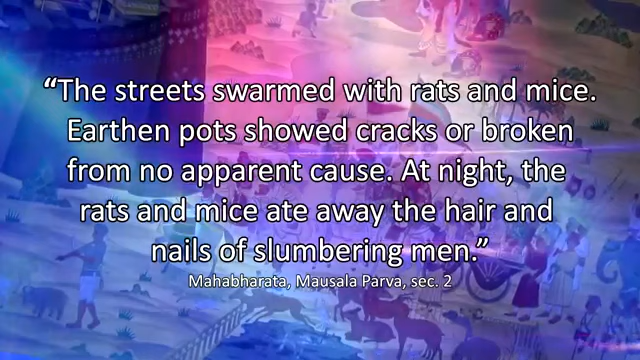 “The streets swarmed with rats and mice.
Earthen pots showed cracks or broken
from no apparent cause. At night, the
rats and mice ate away the hair and
nails of slumbering men.”
Mahabharata, Mausala Parva, sec. 2